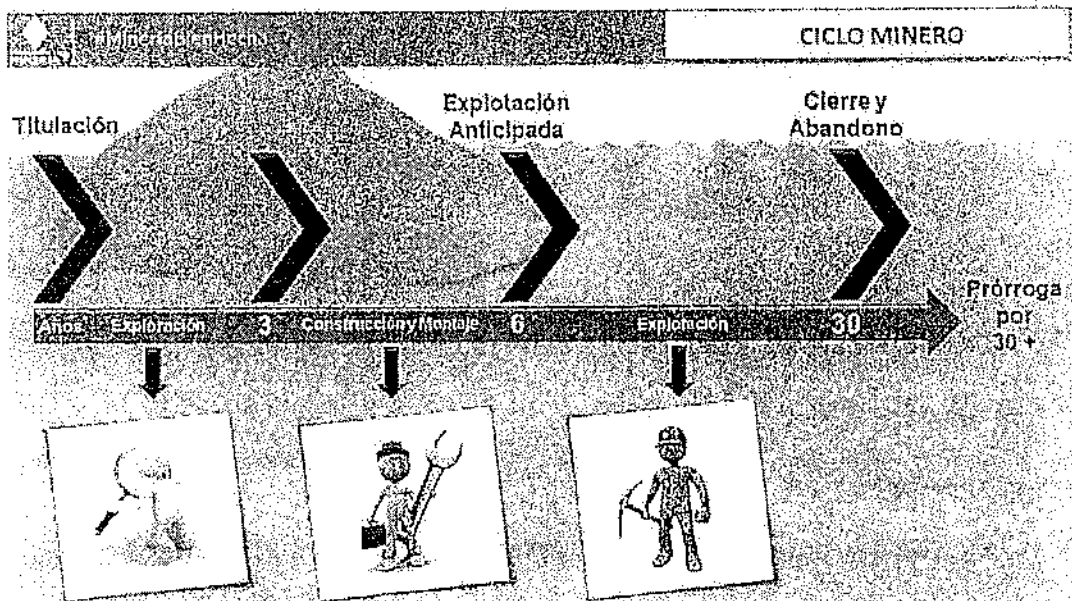 #MineríaBienHecha
CICLO MINERO
Titulación
Explotación
Anticipada
Cierre y
Abandono
Años
Exploración
3
Construcción y Montaje
6
Explotación
30
Prórroga
por
30 +